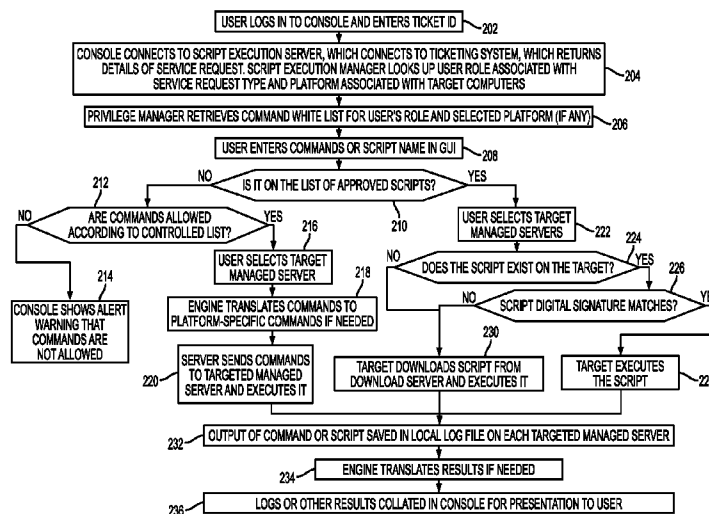 USER LOGS IN TO CONSOLE AND ENTERS TICKET ID
202
CONSOLE CONNECTS TO SCRIPT EXECUTION SERVER, WHICH CONNECTS TO TICKETING SYSTEM, WHICH RETURNS
DETAILS OF SERVICE REQUEST. SCRIPT EXECUTION MANAGER LOOKS UP USER ROLE ASSOCIATED WITH
SERVICE REQUEST TYPE AND PLATFORM ASSOCIATED WITH TARGET COMPUTERS
204
PRIVILEGE MANAGER RETRIEVES COMMAND WHITE LIST FOR USER'S ROLE AND SELECTED PLATFORM (IF ANY)
206
USER ENTERS COMMANDS OR SCRIPT NAME IN GUI
208
NO
IS IT ON THE LIST OF APPROVED SCRIPTS?
YES
210
212
NO
ARE COMMANDS ALLOWED
ACCORDING TO CONTROLLED LIST?
YES
214
CONSOLE SHOWS ALERT
WARNING THAT
COMMANDS ARE
NOT ALLOWED
216
USER SELECTS TARGET
MANAGED SERVER
218
ENGINE TRANSLATES COMMANDS TO
PLATFORM-SPECIFIC COMMANDS IF NEEDED
220
SERVER SENDS COMMANDS
TO TARGETED MANAGED
SERVER AND EXECUTES IT
USER SELECTS TARGET
MANAGED SERVERS
222
224
NO
DOES THE SCRIPT EXIST ON THE TARGET?
YES
226
NO
SCRIPT DIGITAL SIGNATURE MATCHES?
230
TARGET DOWNLOADS SCRIPT FROM
DOWNLOAD SERVER AND EXECUTES IT
TARGET EXECUTES
THE SCRIPT
232
OUTPUT OF COMMAND OR SCRIPT SAVED IN LOCAL LOG FILE ON EACH TARGETED MANAGED SERVER
234
ENGINE TRANSLATES RESULTS IF NEEDED
236
LOGS OR OTHER RESULTS COLLATED IN CONSOLE FOR PRESENTATION TO USER